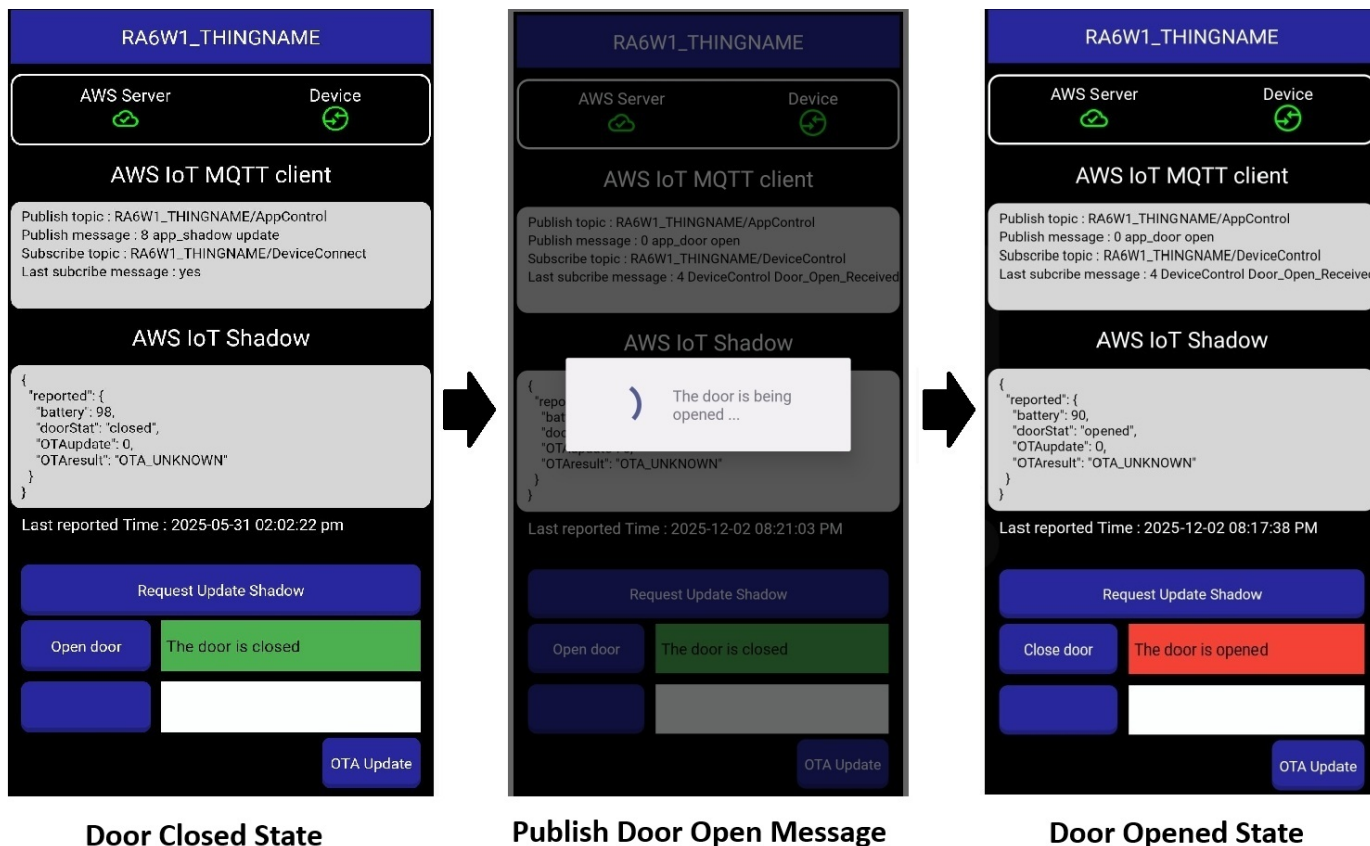 RA6W1_THINGNAME
AWS Server
Device
AWS IoT MQTT client
Publish topic : RA6W1_THINGNAME/AppControl
Publish message : 8 app_shadow update
Subscribe topic : RA6W1_THINGNAME/DeviceConnect
Last subcribe message : yes
AWS IoT Shadow
{
"reported": {
"battery": 98,
"doorStat": "closed",
"OTAupdate": 0,
"OTAresult": "OTA_UNKNOWN"
}
}
Last reported Time : 2025-05-31 02:02:22 pm
Request Update Shadow
Open door
The door is closed
OTA Update
Door Closed State
RA6W1_THINGNAME
AWS Server
Device
AWS IoT MQTT client
Publish topic : RA6W1_THINGNAME/AppControl
Publish message : 0 app_door open
Subscribe topic : RA6W1_THINGNAME/DeviceControl
Last subcribe message : 4 DeviceControl Door_Open_Received
AWS IoT Shadow
{
The door is being
opened ...
"OTAresult": "OTA_UNKNOWN"
}
}
Last reported Time : 2025-12-02 08:21:03 PM
Request Update Shadow
Open door
The door is closed
OTA Update
Publish Door Open Message
RA6W1_THINGNAME
AWS Server
Device
AWS IoT MQTT client
Publish topic : RA6W1_THINGNAME/AppControl
Publish message : 0 app_door open
Subscribe topic : RA6W1_THINGNAME/DeviceControl
Last subcribe message : 4 DeviceControl Door_Open_Received
AWS IoT Shadow
{
"reported": {
"battery": 90,
"doorStat": "opened",
"OTAupdate": 0,
"OTAresult": "OTA_UNKNOWN"
}
}
Last reported Time : 2025-12-02 08:17:38 PM
Request Update Shadow
Close door
The door is opened
OTA Update
Door Opened State